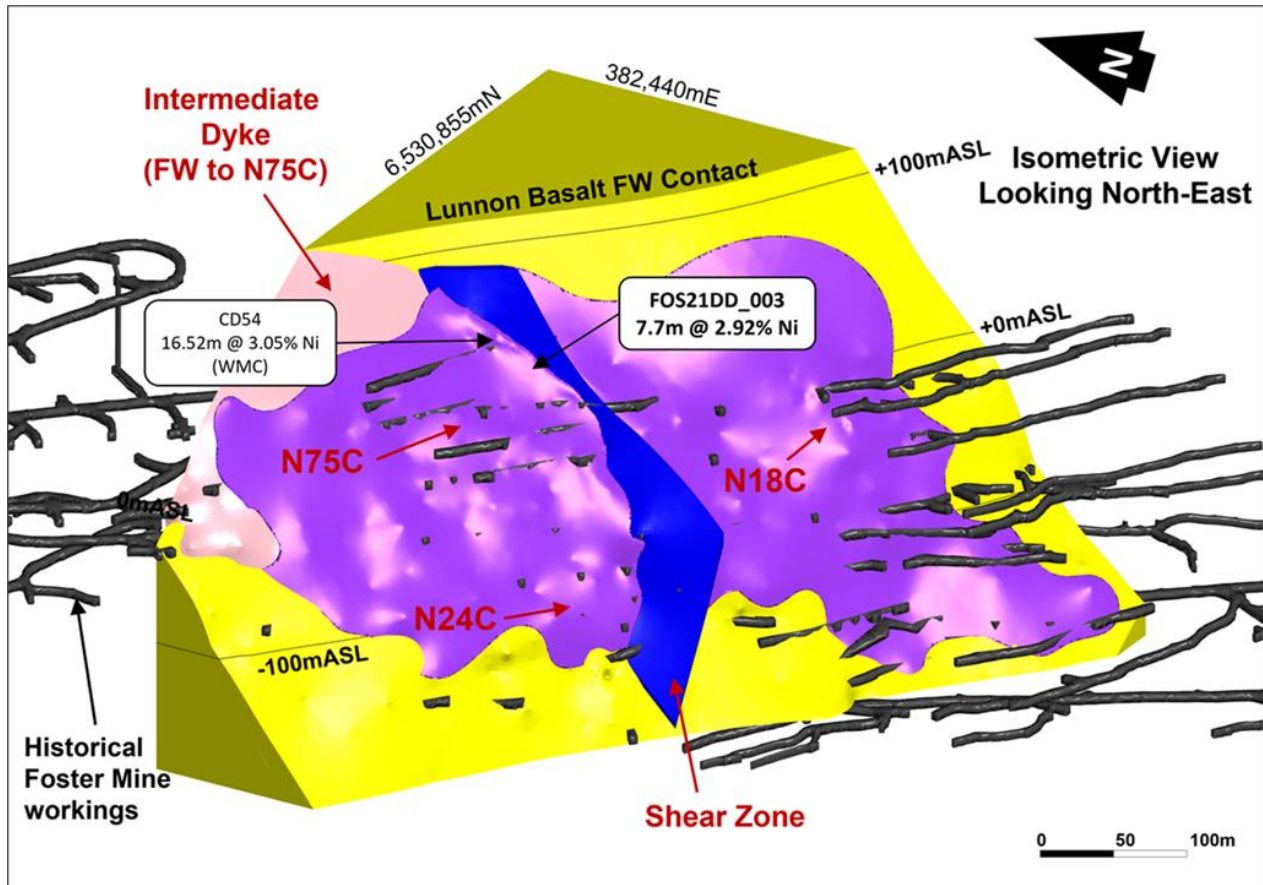 N
382,440mE
6,530,855mN
Intermediate
Dyke
(FW to N75C)
Lunnon Basalt FW Contact
+100mASL
Isometric View
Looking North-East
CD54
16.52m @ 3.05% Ni
(WMC)
FOS21DD_003
7.7m @ 2.92% Ni
+0mASL
N75C
N18C
0mASL
N24C
-100mASL
Historical
Foster Mine
workings
Shear Zone
0 50 100m